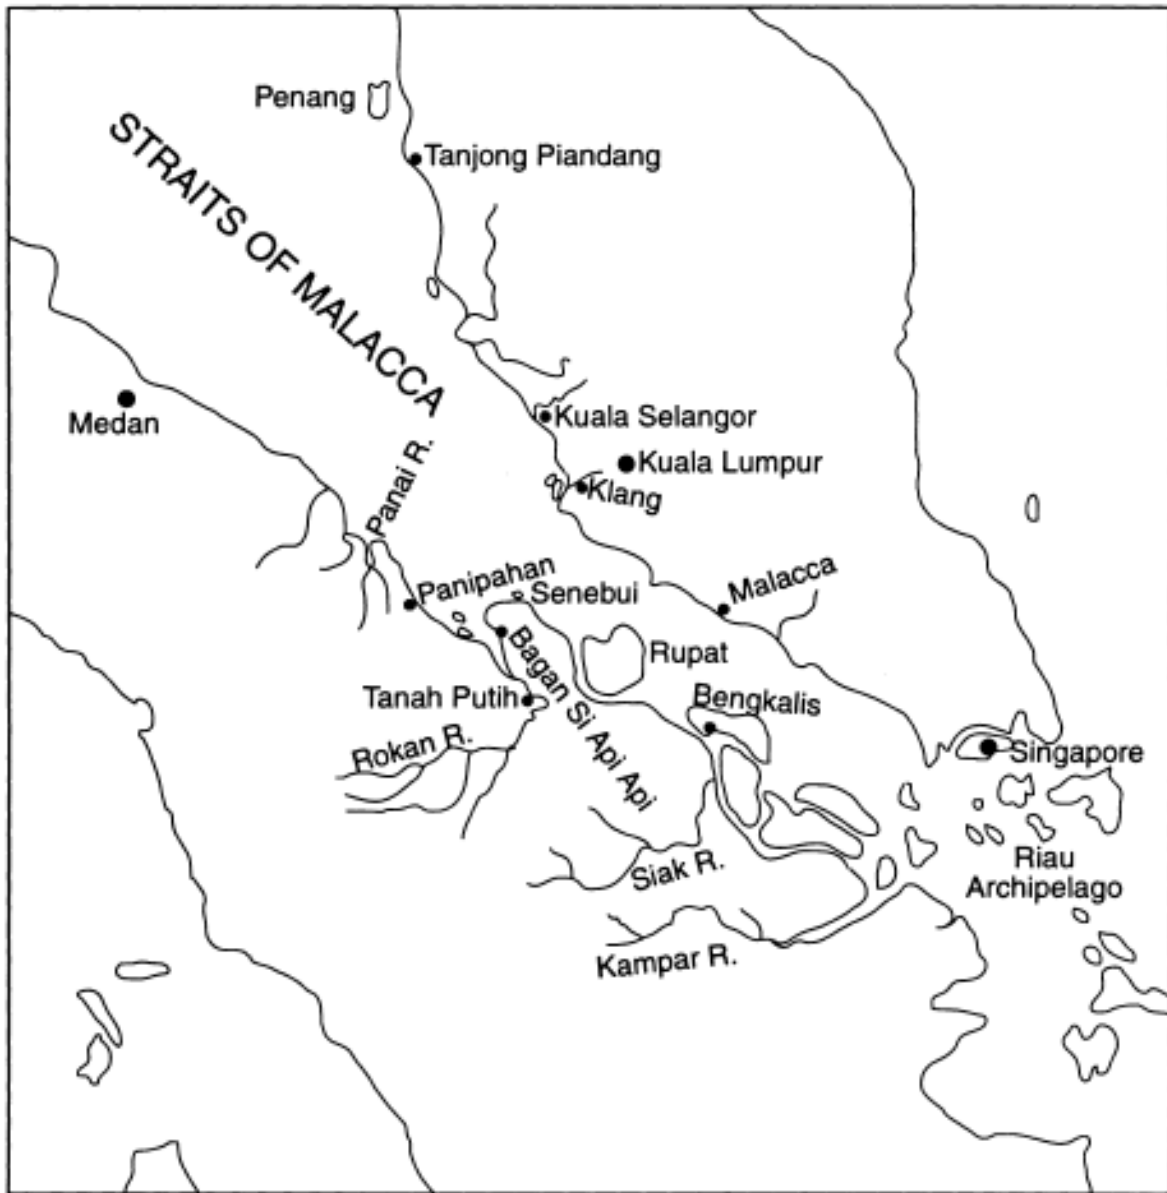 Penang
Tanjong Piandang
STRAITS OF MALACCA
Medan
Kuala Selangor
Kuala Lumpur
Klang
Panai R.
Panipahan
Senebui
Malacca
Bagan Si Api Api
Rupat
Tanah Putih
Bengkalis
Rokan R.
Singapore
Siak R.
Riau
Archipelago
Kampar R.